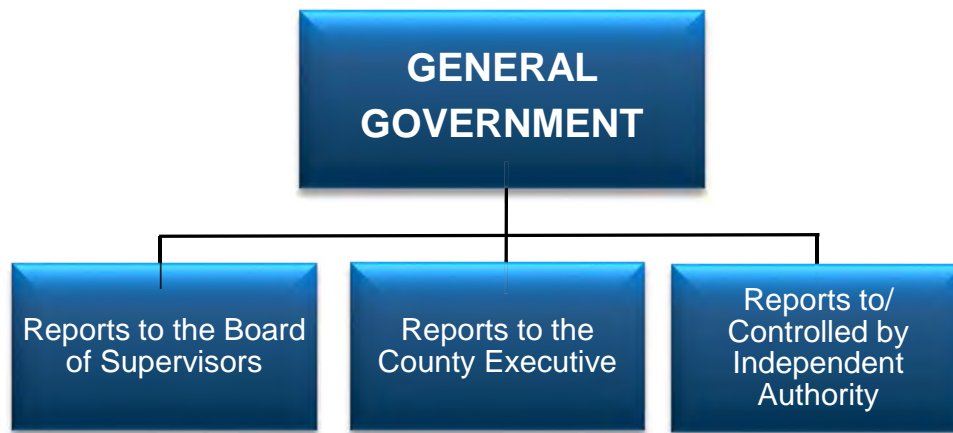 GENERAL
GOVERNMENT
Reports to the Board
of Supervisors
Reports to the
County Executive
Reports to/
Controlled by
Independent
Authority